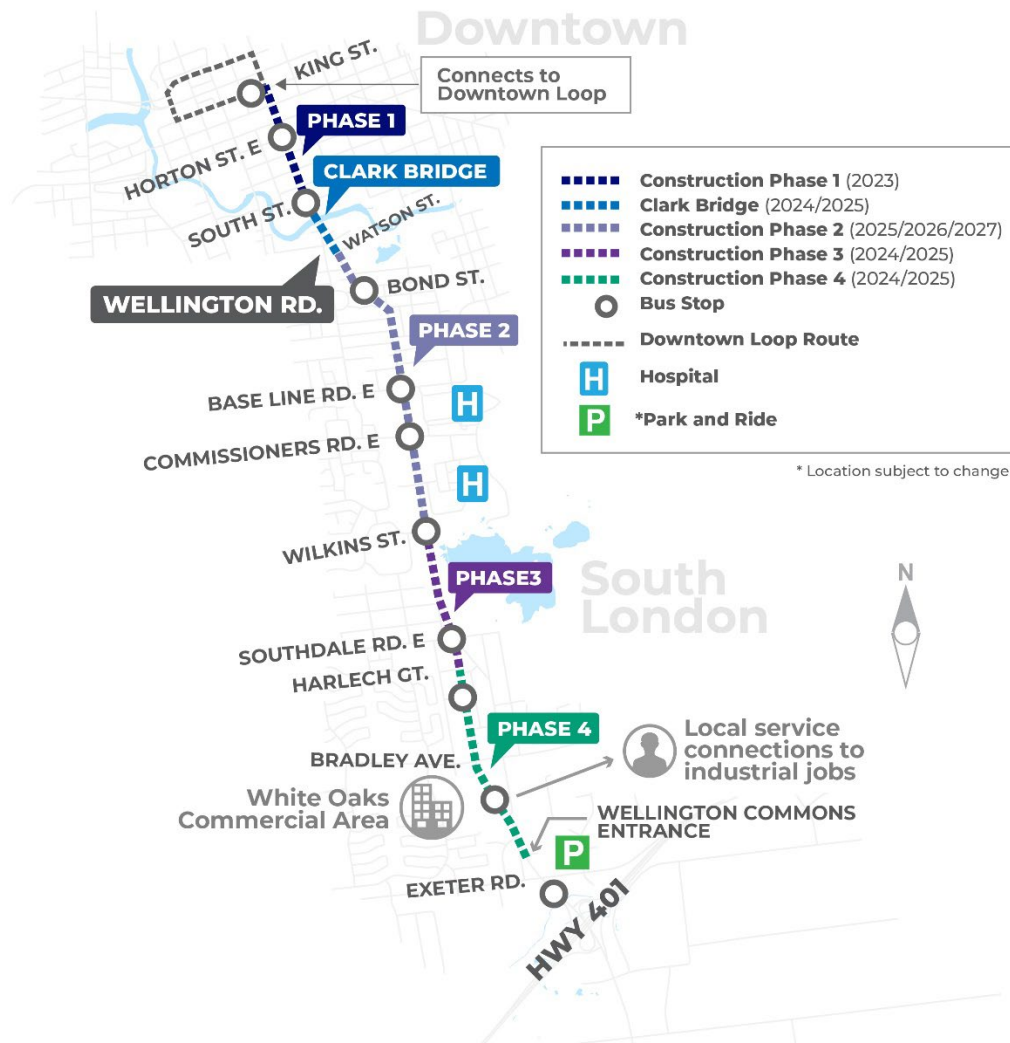 Downtown
KING ST.
Connects to
Downtown Loop
PHASE 1
HORTON ST. E
CLARK BRIDGE
SOUTH ST.
WATSON ST.
WELLINGTON RD.
BOND ST.
PHASE 2
BASE LINE RD. E
H
COMMISSIONERS RD. E
H
WILKINS ST.
PHASE3
South
London
SOUTHDALE RD. E
HARLECH GT.
PHASE 4
BRADLEY AVE.
Local service
connections to
industrial jobs
White Oaks
Commercial Area
WELLINGTON COMMONS
ENTRANCE
P
EXETER RD.
HWY 401
Construction Phase 1 (2023)
Clark Bridge (2024/2025)
Construction Phase 2 (2025/2026/2027)
Construction Phase 3 (2024/2025)
Construction Phase 4 (2024/2025)
Bus Stop
Downtown Loop Route
H Hospital
P *Park and Ride
* Location subject to change
N